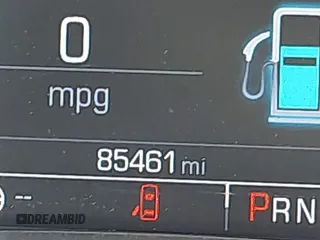 0
mpg
85461 mi
--
PRN
DREAMBID